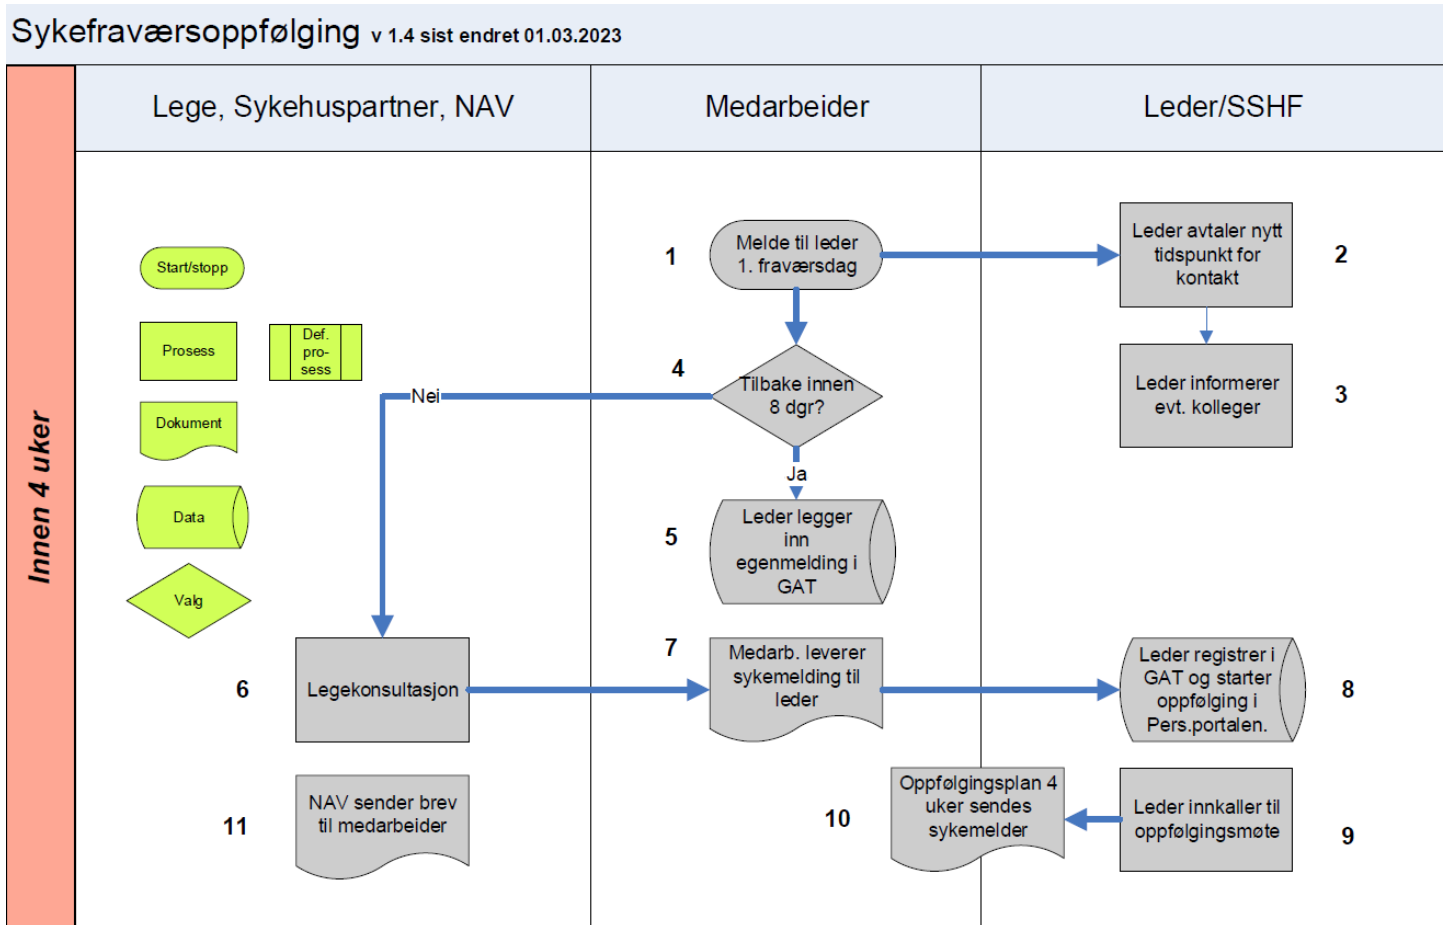 Sykefraværsoppfølging v 1.4 sist endret 01.03.2023
Lege, Sykehuspartner, NAV
Medarbeider
Leder/SSHF
Innen 4 uker
Start/stopp
Prosess
Def.
pro-
sess
Dokument
Data
Valg
1
Melde til leder
1. fraværsdag
Leder avtaler nytt
tidspunkt for
kontakt
2
4
Tilbake innen
8 dgr?
Nei
Ja
Leder informerer
evt. kolleger
3
5
Leder legger
inn
egenmelding i
GAT
6
Legekonsultasjon
7
Medarb. leverer
sykemelding til
leder
Leder registrer i
GAT og starter
oppfølging i
Pers.portalen.
8
11
NAV sender brev
til medarbeider
10
Oppfølgingsplan 4
uker sendes
sykemelder
Leder innkaller til
oppfølgingsmøte
9